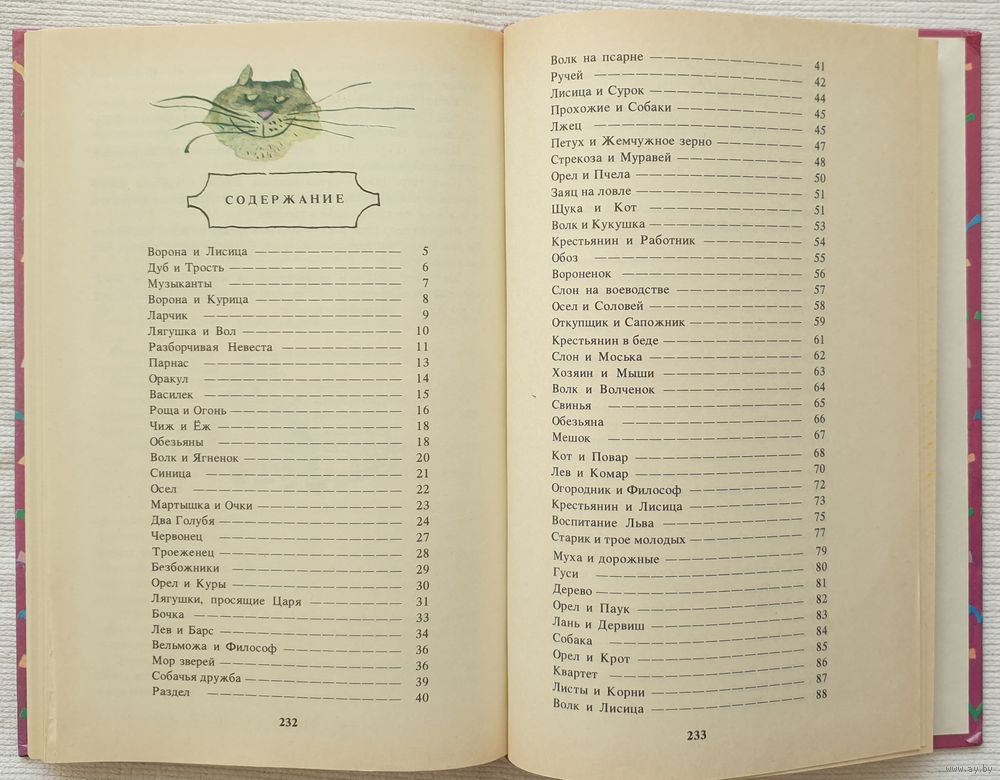 СОДЕРЖАНИЕ
Ворона и Лисица 5
Дуб и Трость 6
Музыканты 7
Ворона и Курица 8
Ларчик 9
Лягушка и Вол 10
Разборчивая Невеста 11
Парнас 13
Оракул 14
Василек 15
Роща и Огонь 16
Чиж и Ёж 18
Обезьяны 18
Волк и Ягненок 20
Синица 21
Осел 22
Мартышка и Очки 23
Два Голубя 24
Червонец 27
Троеженец 28
Безбожники 29
Орел и Куры 30
Лягушки, просящие Царя 31
Бочка 33
Лев и Барс 34
Вельможа и Философ 36
Мор зверей 36
Собачья дружба 39
Раздел 40
232
Волк на псарне 41
Ручей 42
Лисица и Сурок 44
Прохожие и Собаки 45
Лжец 45
Петух и Жемчужное зерно 47
Стрекоза и Муравей 48
Орел и Пчела 50
Заяц на ловле 51
Щука и Кот 51
Волк и Кукушка 53
Крестьянин и Работник 54
Обоз 55
Вороненок 56
Слон на воеводстве 57
Осел и Соловей 58
Откупщик и Сапожник 59
Крестьянин в беде 61
Слон и Моська 62
Хозяин и Мыши 63
Волк и Волченок 64
Свинья 65
Обезьяна 66
Мешок 67
Кот и Повар 68
Лев и Комар 70
Огородник и Философ 72
Крестьянин и Лисица 73
Воспитание Льва 75
Старик и трое молодых 77
Муха и дорожные 79
Гуси 80
Дерево 81
Орел и Паук 82
Лань и Дервиш 83
Собака 84
Орел и Крот 85
Квартет 86
Листы и Корни 87
Волк и Лисица 88
233
www.ay.by